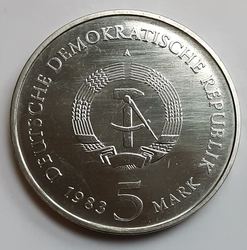 DEUTSCHE DEMOKRATISCHE REPUBLIK
A
1983 5 MARK